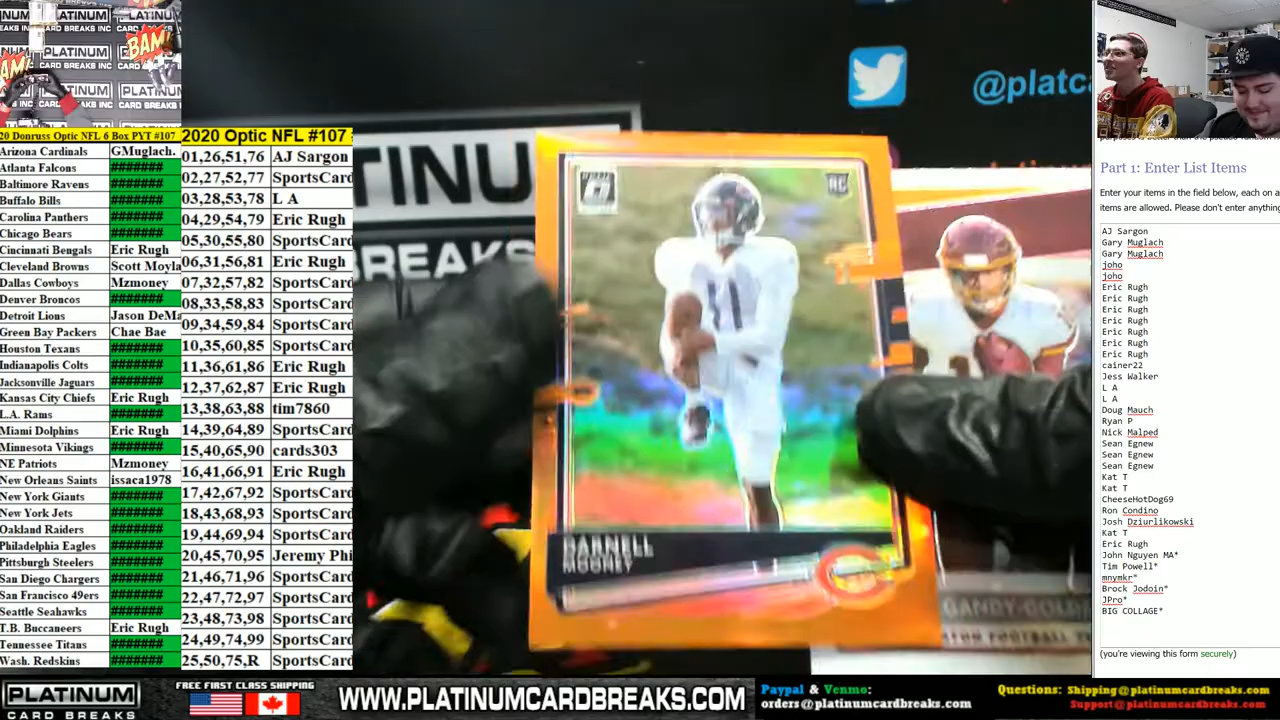 BAM!
PLATINUM
CARD BREAKS INC
@platca
20 Donruss Optic NFL 6 Box PYT #107
Arizona Cardinals GMuglach.
Atlanta Falcons #######
Baltimore Ravens #######
Buffalo Bills #######
Carolina Panthers #######
Chicago Bears #######
Cincinnati Bengals Eric Rugh
Cleveland Browns Scott Moyla
Dallas Cowboys Mzmoney
Denver Broncos #######
Detroit Lions Jason DeMa
Green Bay Packers Chae Bae
Houston Texans #######
Indianapolis Colts #######
Jacksonville Jaguars #######
Kansas City Chiefs Eric Rugh
L.A. Rams #######
Miami Dolphins Eric Rugh
Minnesota Vikings #######
NE Patriots Mzmoney
New Orleans Saints issaca1978
New York Giants #######
New York Jets #######
Oakland Raiders #######
Philadelphia Eagles #######
Pittsburgh Steelers #######
San Diego Chargers #######
San Francisco 49ers #######
Seattle Seahawks #######
T.B. Buccaneers Eric Rugh
Tennessee Titans #######
Wash. Redskins #######
2020 Optic NFL #107
01,26,51,76 AJ Sargon
02,27,52,77 SportsCard
03,28,53,78 L A
04,29,54,79 Eric Rugh
05,30,55,80 SportsCard
06,31,56,81 Eric Rugh
07,32,57,82 SportsCard
08,33,58,83 SportsCard
09,34,59,84 SportsCard
10,35,60,85 SportsCard
11,36,61,86 Eric Rugh
12,37,62,87 Eric Rugh
13,38,63,88 tim7860
14,39,64,89 SportsCard
15,40,65,90 cards303
16,41,66,91 Eric Rugh
17,42,67,92 SportsCard
18,43,68,93 SportsCard
19,44,69,94 SportsCard
20,45,70,95 Jeremy Phi
21,46,71,96 SportsCard
22,47,72,97 SportsCard
23,48,73,98 SportsCard
24,49,74,99 SportsCard
25,50,75,R SportsCard
TINU
BREAKS
RC
MOONEY
Part 1: Enter List Items
Enter your items in the field below, each on a
items are allowed. Please don't enter anything
AJ Sargon
Gary Muglach
Gary Muglach
joho
joho
Eric Rugh
Eric Rugh
Eric Rugh
Eric Rugh
Eric Rugh
Eric Rugh
Eric Rugh
cainer22
Jess Walker
L A
L A
Doug Mauch
Ryan P
Nick Malped
Sean Egnew
Sean Egnew
Sean Egnew
Kat T
Kat T
CheeseHotDog69
Ron Condino
Josh Dziurlikowski
Kat T
Eric Rugh
John Nguyen MA*
Tim Powell*
mnymkr*
Brock Jodoin*
JPro*
BIG COLLAGE*
(you're viewing this form securely)
PLATINUM
CARD BREAKS
FREE FIRST CLASS SHIPPING
WWW.PLATINUMCARDBREAKS.COM
Paypal & Venmo:
orders@platinumcardbreaks.com
Questions: Shipping@platinumcardbreaks.com
Support@platinumcardbreaks.com